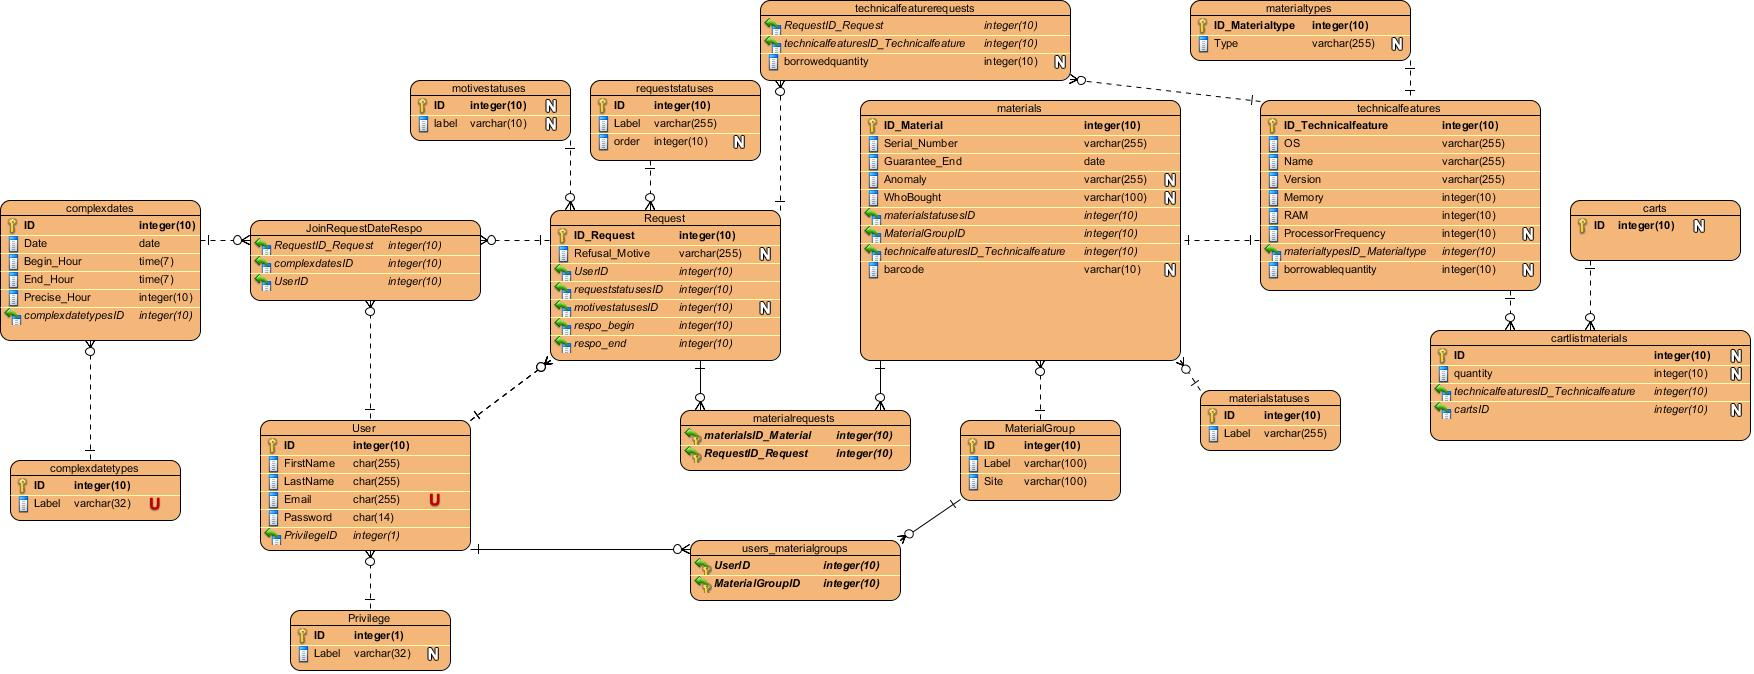 technicalfeaturerequests
RequestID_Request integer(10)
technicalfeaturesID_Technicalfeature integer(10)
borrowedquantity integer(10) N
materialtypes
ID_Materialtype integer(10)
Type varchar(255) N
motivestatuses
ID integer(10) N
label varchar(10) N
requeststatuses
ID integer(10)
Label varchar(255)
order integer(10) N
materials
ID_Material integer(10)
Serial_Number varchar(255)
Guarantee_End date
Anomaly varchar(255) N
WhoBought varchar(100) N
materialstatusesID integer(10)
MaterialGroupID integer(10)
technicalfeaturesID_Technicalfeature integer(10)
barcode varchar(10) N
technicalfeatures
ID_Technicalfeature integer(10)
OS varchar(255)
Name varchar(255)
Version varchar(255)
Memory integer(10)
RAM integer(10)
ProcessorFrequency integer(10) N
materialtypesID_Materialtype integer(10)
borrowablequantity integer(10) N
complexdates
ID integer(10)
Date date
Begin_Hour time(7)
End_Hour time(7)
Precise_Hour integer(10)
complexdatetypesID integer(10)
JoinRequestDateRespo
RequestID_Request integer(10)
complexdatesID integer(10)
UserID integer(10)
Request
ID_Request integer(10)
Refusal_Motive varchar(255) N
UserID integer(10)
requeststatusesID integer(10)
motivestatusesID integer(10) N
respo_begin integer(10)
respo_end integer(10)
carts
ID integer(10) N
cartlistmaterials
ID integer(10) N
quantity integer(10) N
technicalfeaturesID_Technicalfeature integer(10)
cartsID integer(10) N
materialstatuses
ID integer(10)
Label varchar(255)
materialrequests
materialsID_Material integer(10)
RequestID_Request integer(10)
MaterialGroup
ID integer(10)
Label varchar(100)
Site varchar(100)
User
ID integer(10)
FirstName char(255)
LastName char(255)
Email char(255) U
Password char(14)
PrivilegeID integer(1)
complexdatetypes
ID integer(10)
Label varchar(32) U
users_materialgroups
UserID integer(10)
MaterialGroupID integer(10)
Privilege
ID integer(1)
Label varchar(32) N